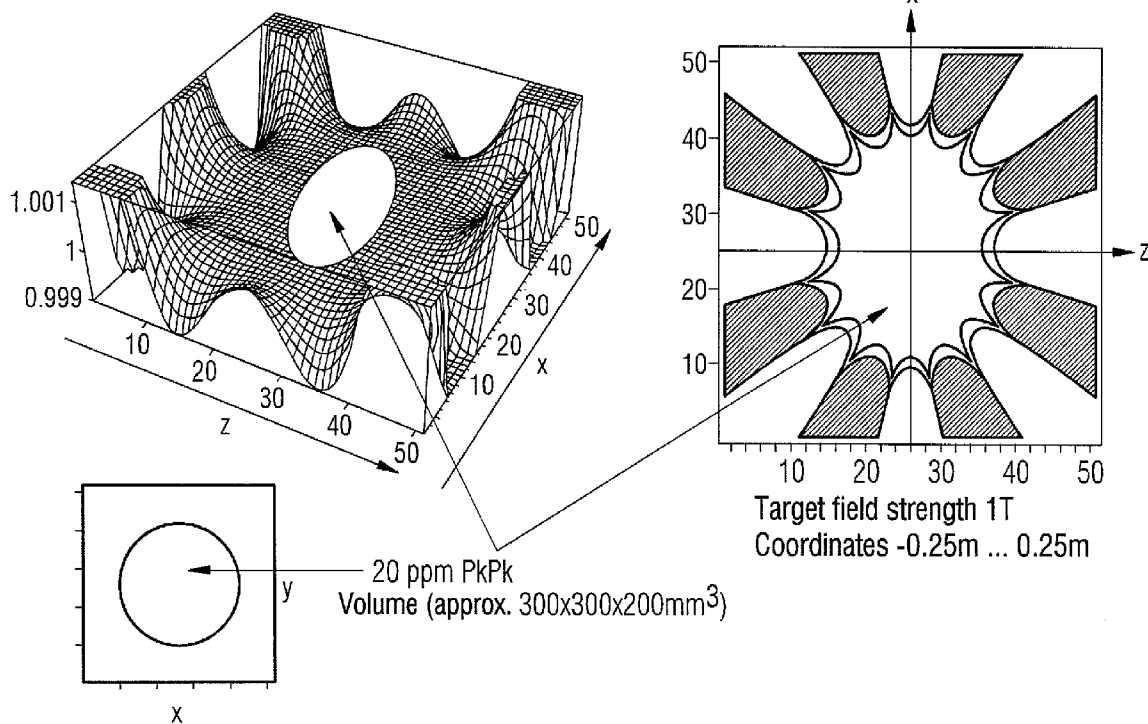 1.001
1
0.999
10
20
30
40
50
z
10
20
30
40
50
x
50
40
30
20
10
z
10
20
30
40
50
Target field strength 1T
Coordinates -0.25m ... 0.25m
20 ppm PkPk
Volume (approx. 300x300x200mm³)
y
x